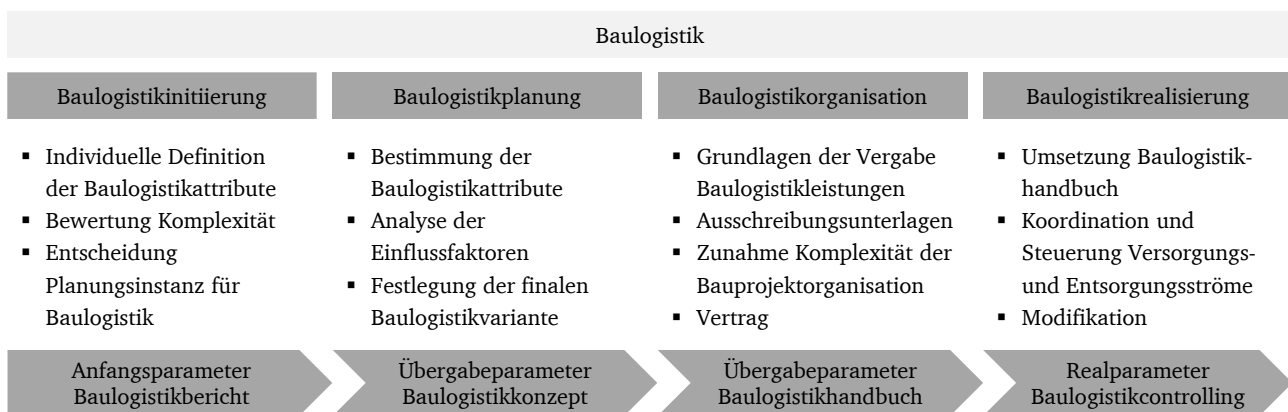 Baulogistik
Baulogistikinitiierung
▪ Individuelle Definition
der Baulogistikattribute
▪ Bewertung Komplexität
▪ Entscheidung
Planungsinstanz für
Baulogistik
Anfangsparameter
Baulogistikbericht
Baulogistikplanung
▪ Bestimmung der
Baulogistikattribute
▪ Analyse der
Einflussfaktoren
▪ Festlegung der finalen
Baulogistikvariante
Übergabeparameter
Baulogistikkonzept
Baulogistikorganisation
▪ Grundlagen der Vergabe
Baulogistikleistungen
▪ Ausschreibungsunterlagen
▪ Zunahme Komplexität der
Bauprojektorganisation
▪ Vertrag
Übergabeparameter
Baulogistikhandbuch
Baulogistikrealisierung
▪ Umsetzung Baulogistik-
handbuch
▪ Koordination und
Steuerung Versorgungs-
und Entsorgungsströme
▪ Modifikation
Realparameter
Baulogistikcontrolling